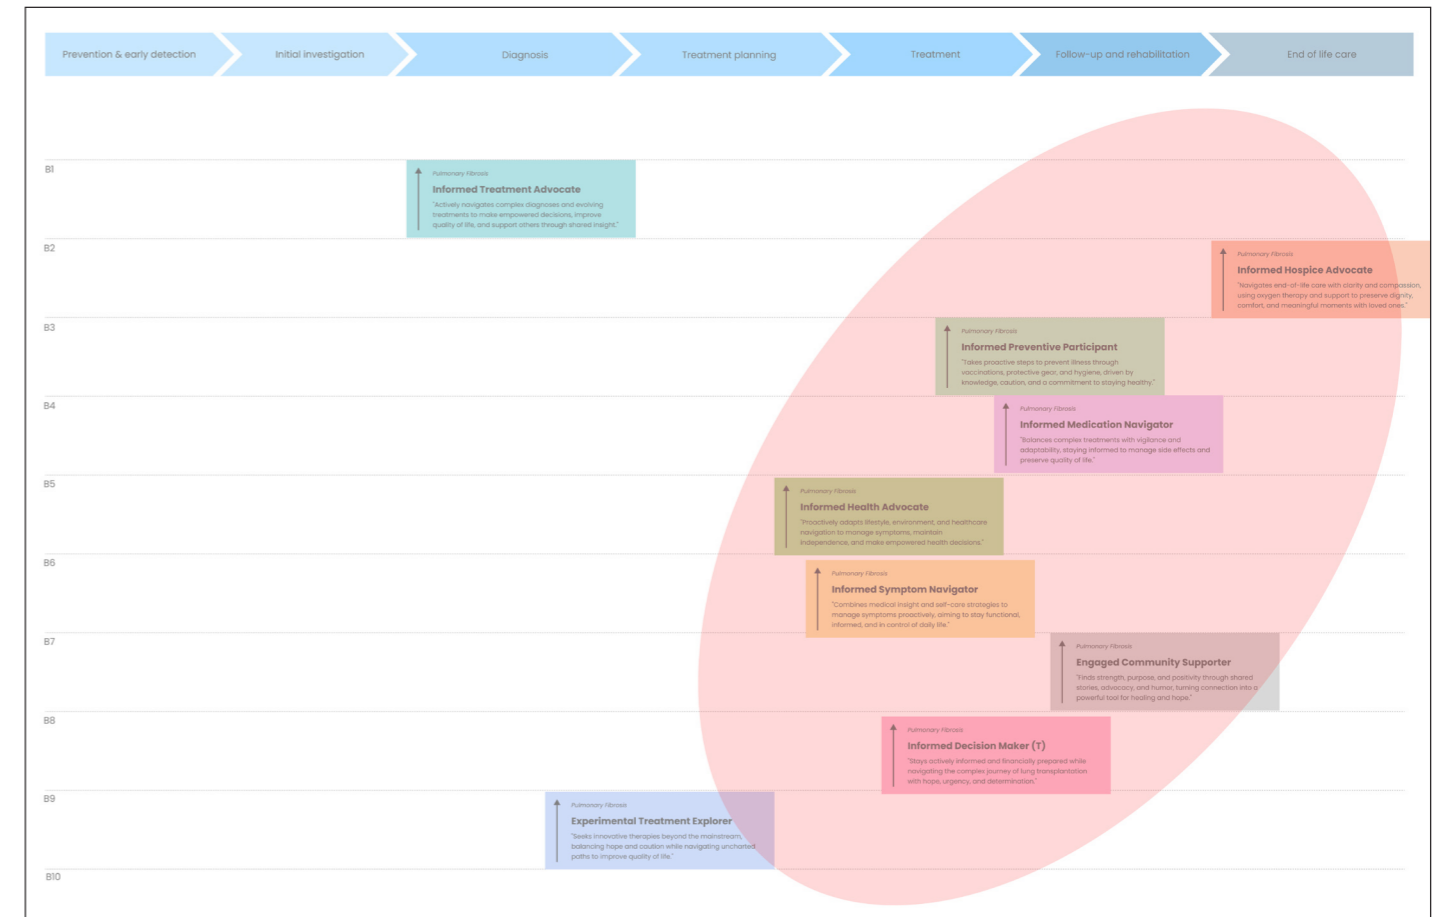 Prevention & early detection
Initial investigation
Diagnosis
Treatment planning
Treatment
Follow-up and rehabilitation
End of life care
B1
Pulmonary Fibrosis
Informed Treatment Advocate
"Actively navigates complex diagnoses and evolving
treatments to make empowered decisions, improve
quality of life, and support others through shared insight."
B2
Pulmonary Fibrosis
Informed Hospice Advocate
"Navigates end-of-life care with clarity and compassion,
using oxygen therapy and support to preserve dignity,
comfort, and meaningful moments with loved ones."
B3
Pulmonary Fibrosis
Informed Preventive Participant
"Takes proactive steps to prevent illness through
vaccinations, protective gear, and hygiene, driven by
knowledge, caution, and a commitment to staying healthy."
B4
Pulmonary Fibrosis
Informed Medication Navigator
"Balances complex treatments with vigilance and
adaptability, staying informed to manage side effects and
preserve quality of life."
B5
Pulmonary Fibrosis
Informed Health Advocate
"Proactively adapts lifestyle, environment, and healthcare
navigation to manage symptoms, maintain
independence, and make empowered health decisions."
B6
Pulmonary Fibrosis
Informed Symptom Navigator
"Combines medical insight and self-care strategies to
manage symptoms proactively, aiming to stay functional,
informed, and in control of daily life."
B7
Pulmonary Fibrosis
Engaged Community Supporter
"Finds strength, purpose, and positivity through shared
stories, advocacy, and humor, turning connection into a
powerful tool for healing and hope."
B8
Pulmonary Fibrosis
Informed Decision Maker (T)
"Stays actively informed and financially prepared while
navigating the complex journey of lung transplantation
with hope, urgency, and determination."
B9
Pulmonary Fibrosis
Experimental Treatment Explorer
"Seeks innovative therapies beyond the mainstream,
balancing hope and caution while navigating uncharted
paths to improve quality of life."
B10